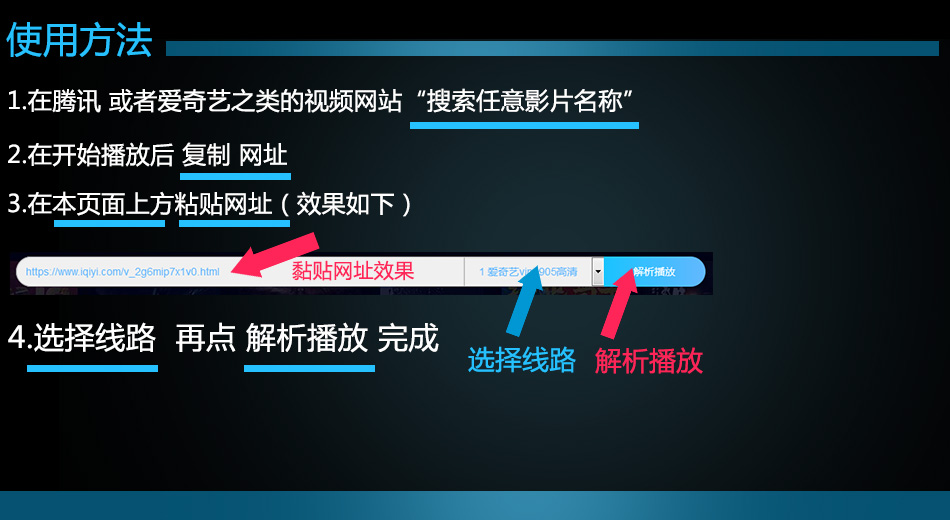 使用方法
1.在腾讯 或者爱奇艺之类的视频网站 “搜索任意影片名称”
2.在开始播放后 复制 网址
3.在本页面上方粘贴网址（效果如下）
https://www.iqiyi.com/v_2g6mip7x1v0.html 黏贴网址效果 1 爱奇艺vip 905高清 解析播放
4.选择线路 再点 解析播放 完成
选择线路 解析播放